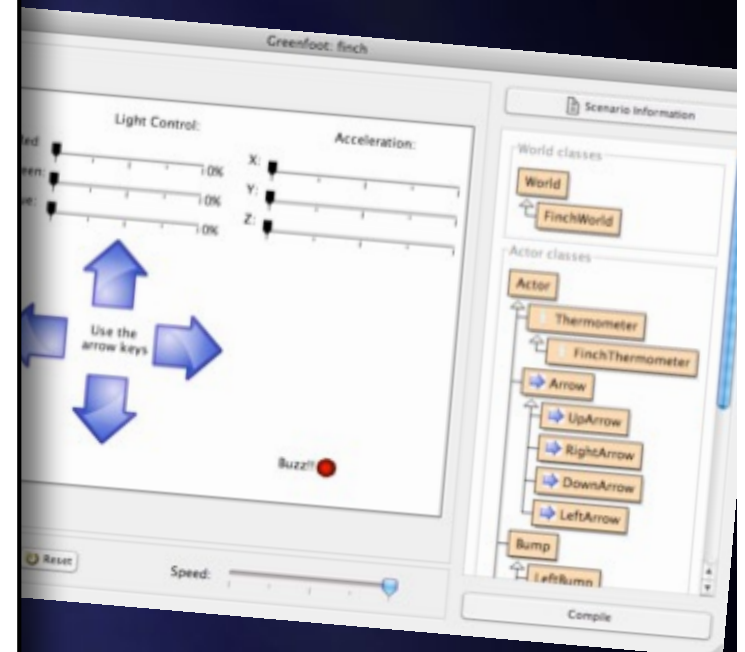 Greenfoot: finch
Scenario Information
Light Control:
Acceleration:
0%
0%
0%
X:
Y:
Z:
Use the
arrow keys
Buzz!!
World classes
World
FinchWorld
Actor classes
Actor
Thermometer
FinchThermometer
Arrow
UpArrow
RightArrow
DownArrow
LeftArrow
Bump
LeftBump
Reset
Speed:
Compile